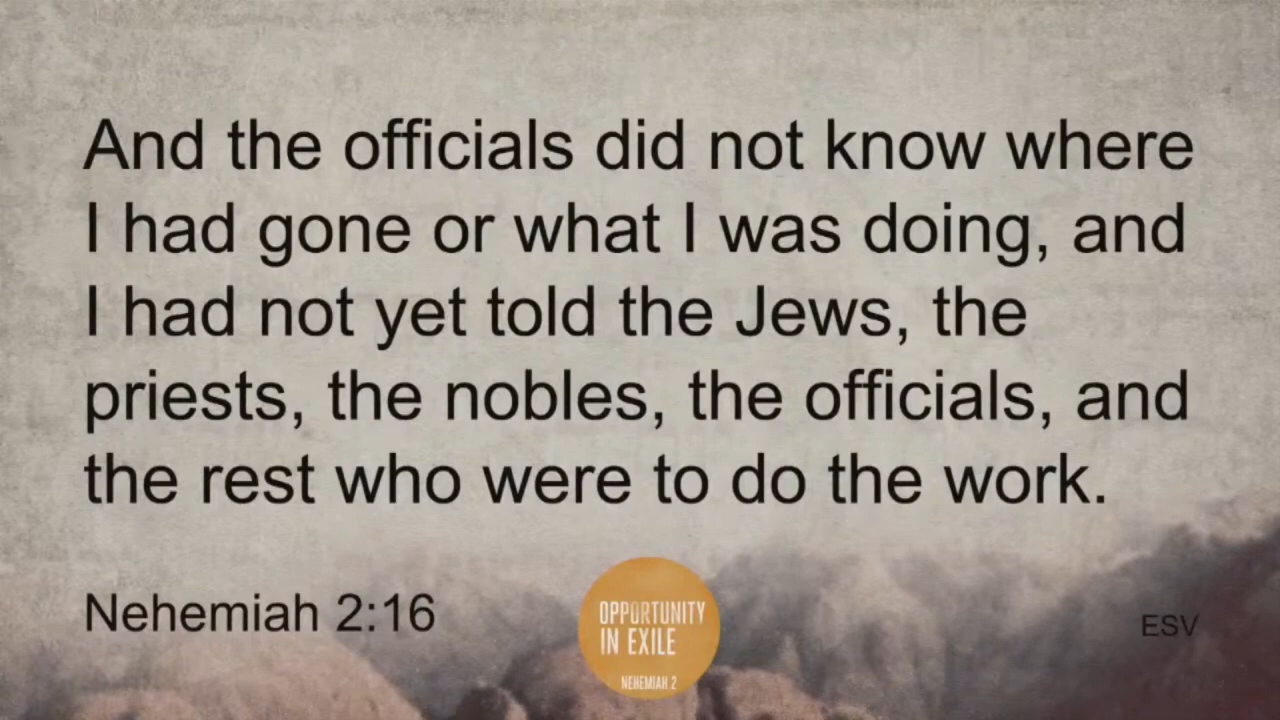 And the officials did not know where
I had gone or what I was doing, and
I had not yet told the Jews, the
priests, the nobles, the officials, and
the rest who were to do the work.
Nehemiah 2:16
OPPORTUNITY
IN EXILE
NEHEMIAH 2
ESV